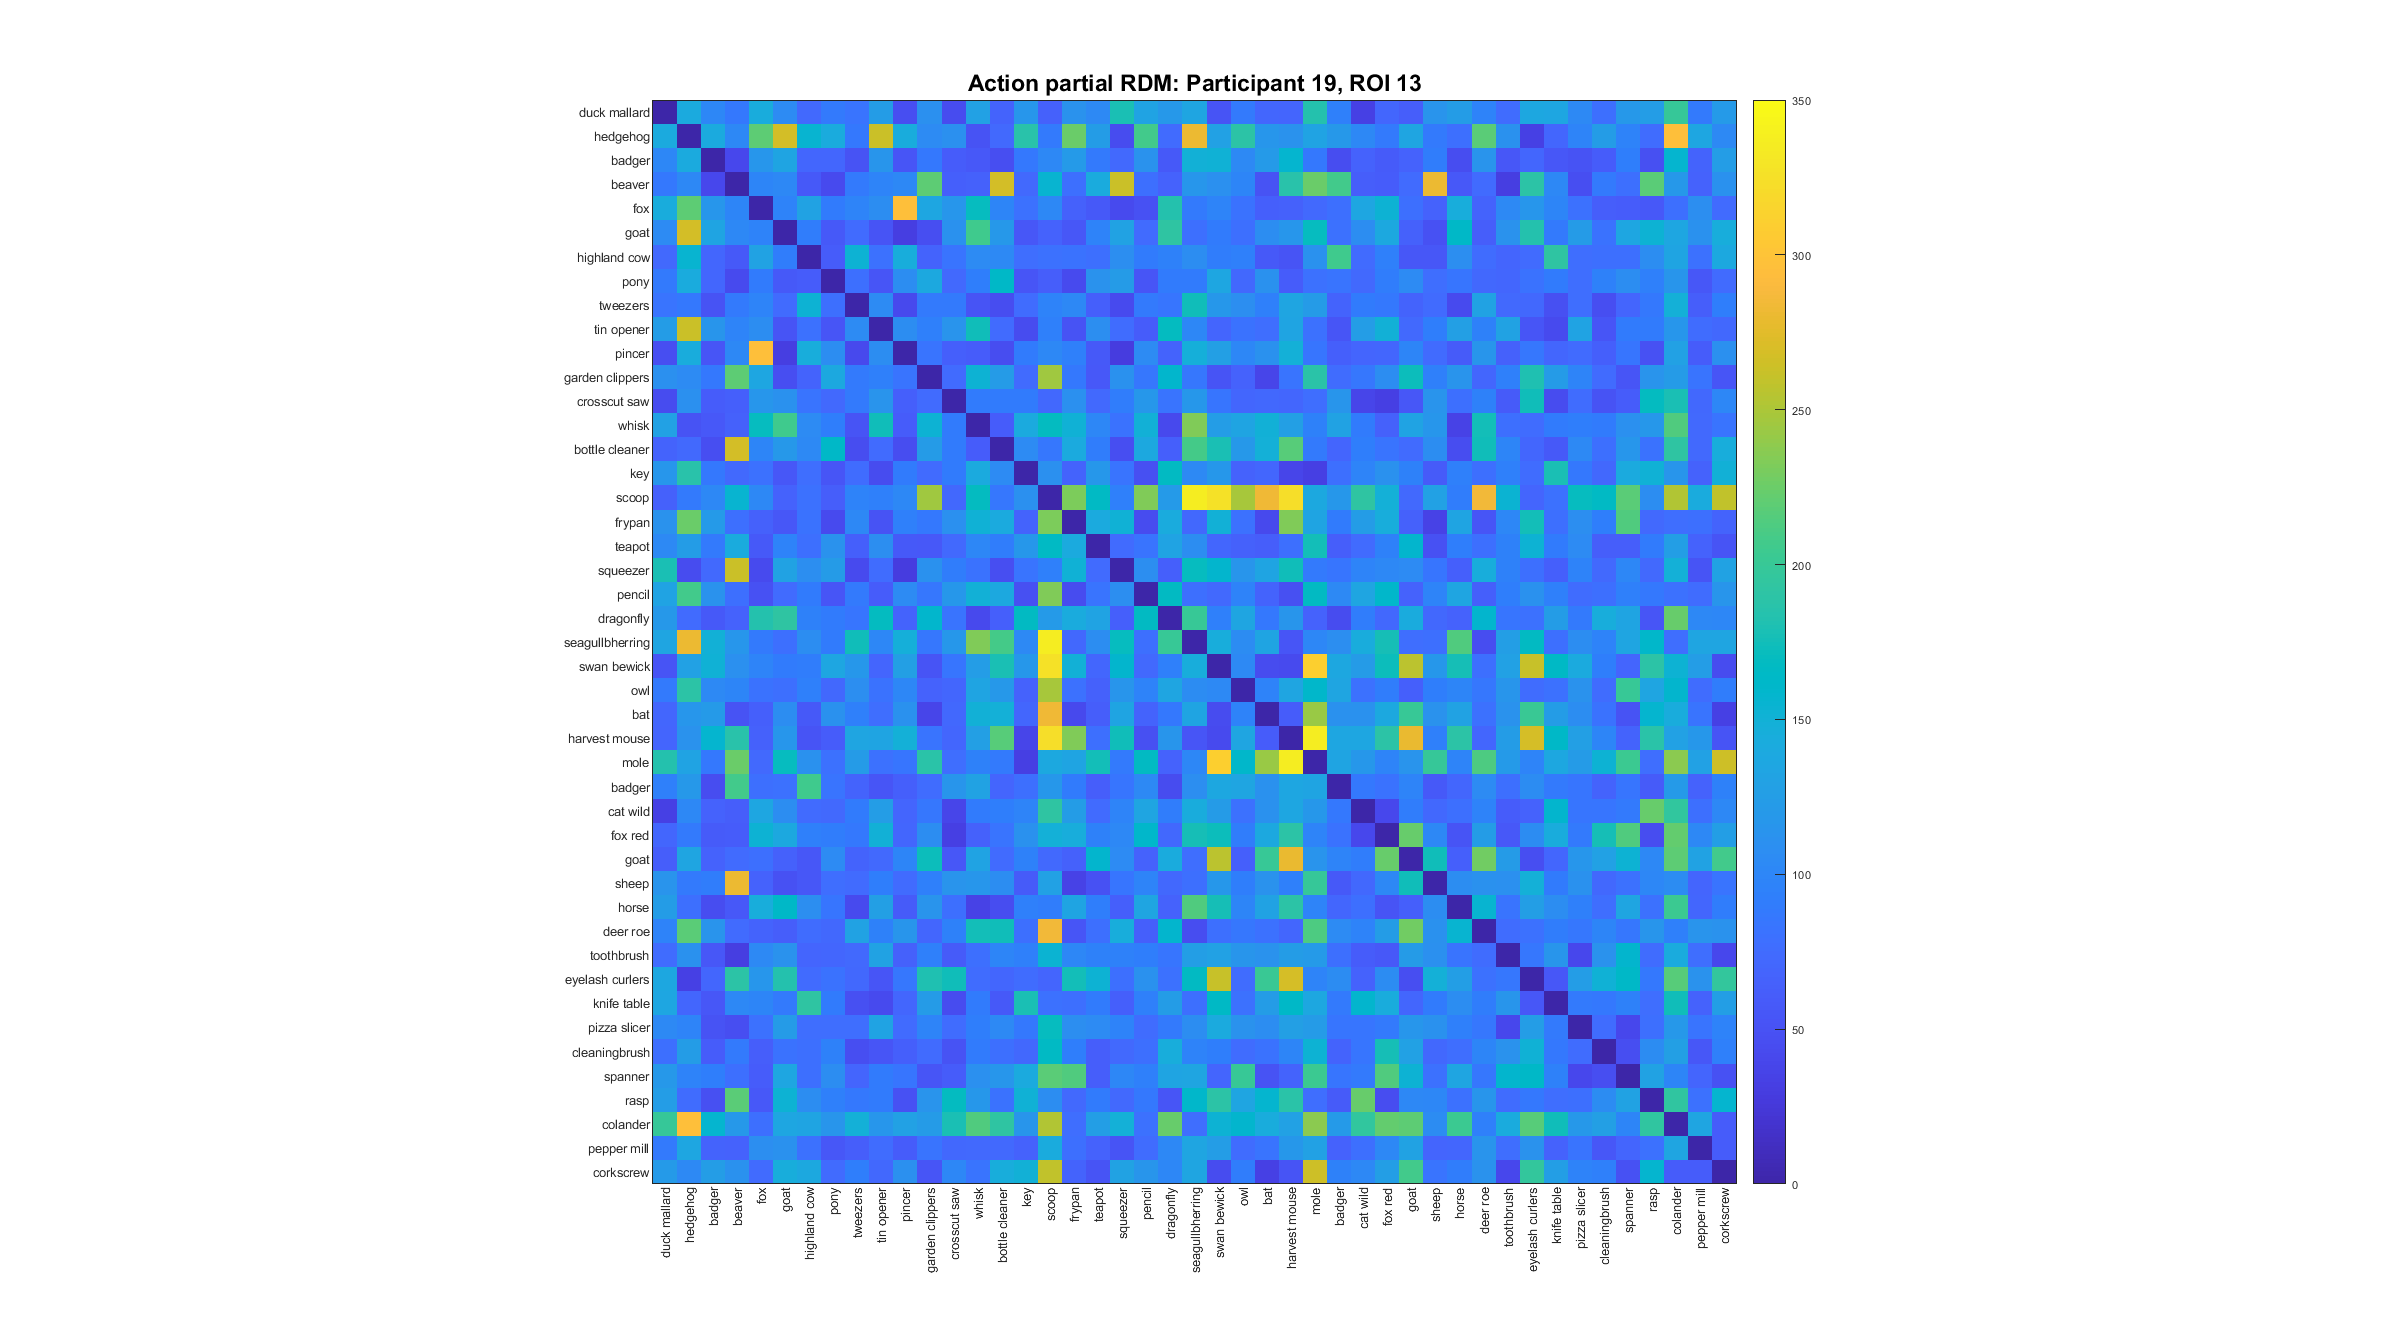 Action partial RDM: Participant 19, ROI 13
duck mallard
hedgehog
badger
beaver
fox
goat
highland cow
pony
tweezers
tin opener
pincer
garden clippers
crosscut saw
whisk
bottle cleaner
key
scoop
frypan
teapot
squeezer
pencil
dragonfly
seagullbherring
swan bewick
owl
bat
harvest mouse
mole
badger
cat wild
fox red
goat
sheep
horse
deer roe
toothbrush
eyelash curlers
knife table
pizza slicer
cleaningbrush
spanner
rasp
colander
pepper mill
corkscrew
duck mallard
hedgehog
badger
beaver
fox
goat
highland cow
pony
tweezers
tin opener
pincer
garden clippers
crosscut saw
whisk
bottle cleaner
key
scoop
frypan
teapot
squeezer
pencil
dragonfly
seagullbherring
swan bewick
owl
bat
harvest mouse
mole
badger
cat wild
fox red
goat
sheep
horse
deer roe
toothbrush
eyelash curlers
knife table
pizza slicer
cleaningbrush
spanner
rasp
colander
pepper mill
corkscrew
350
300
250
200
150
100
50
0